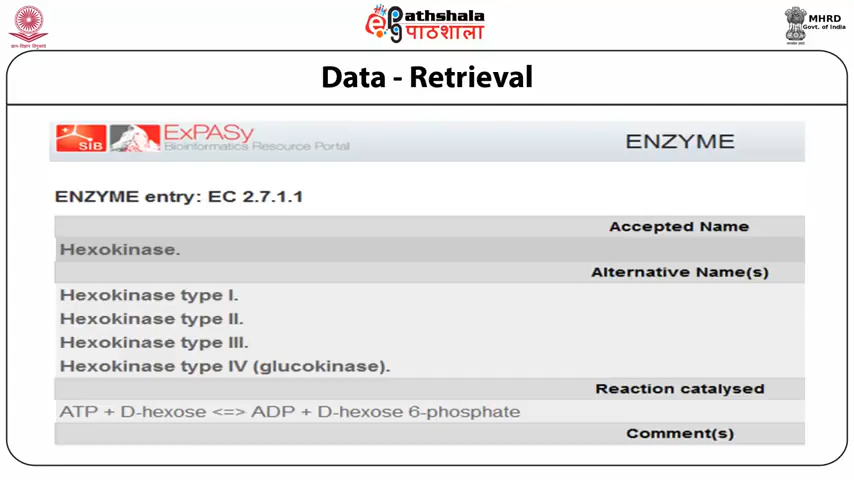 ePathshala
पाठशाला
MHRD
Govt. of India
Data - Retrieval
SIB
ExPASy
Bioinformatics Resource Portal
ENZYME
ENZYME entry: EC 2.7.1.1
Accepted Name
Hexokinase.
Alternative Name(s)
Hexokinase type I.
Hexokinase type II.
Hexokinase type III.
Hexokinase type IV (glucokinase).
Reaction catalysed
ATP + D-hexose <=> ADP + D-hexose 6-phosphate
Comment(s)